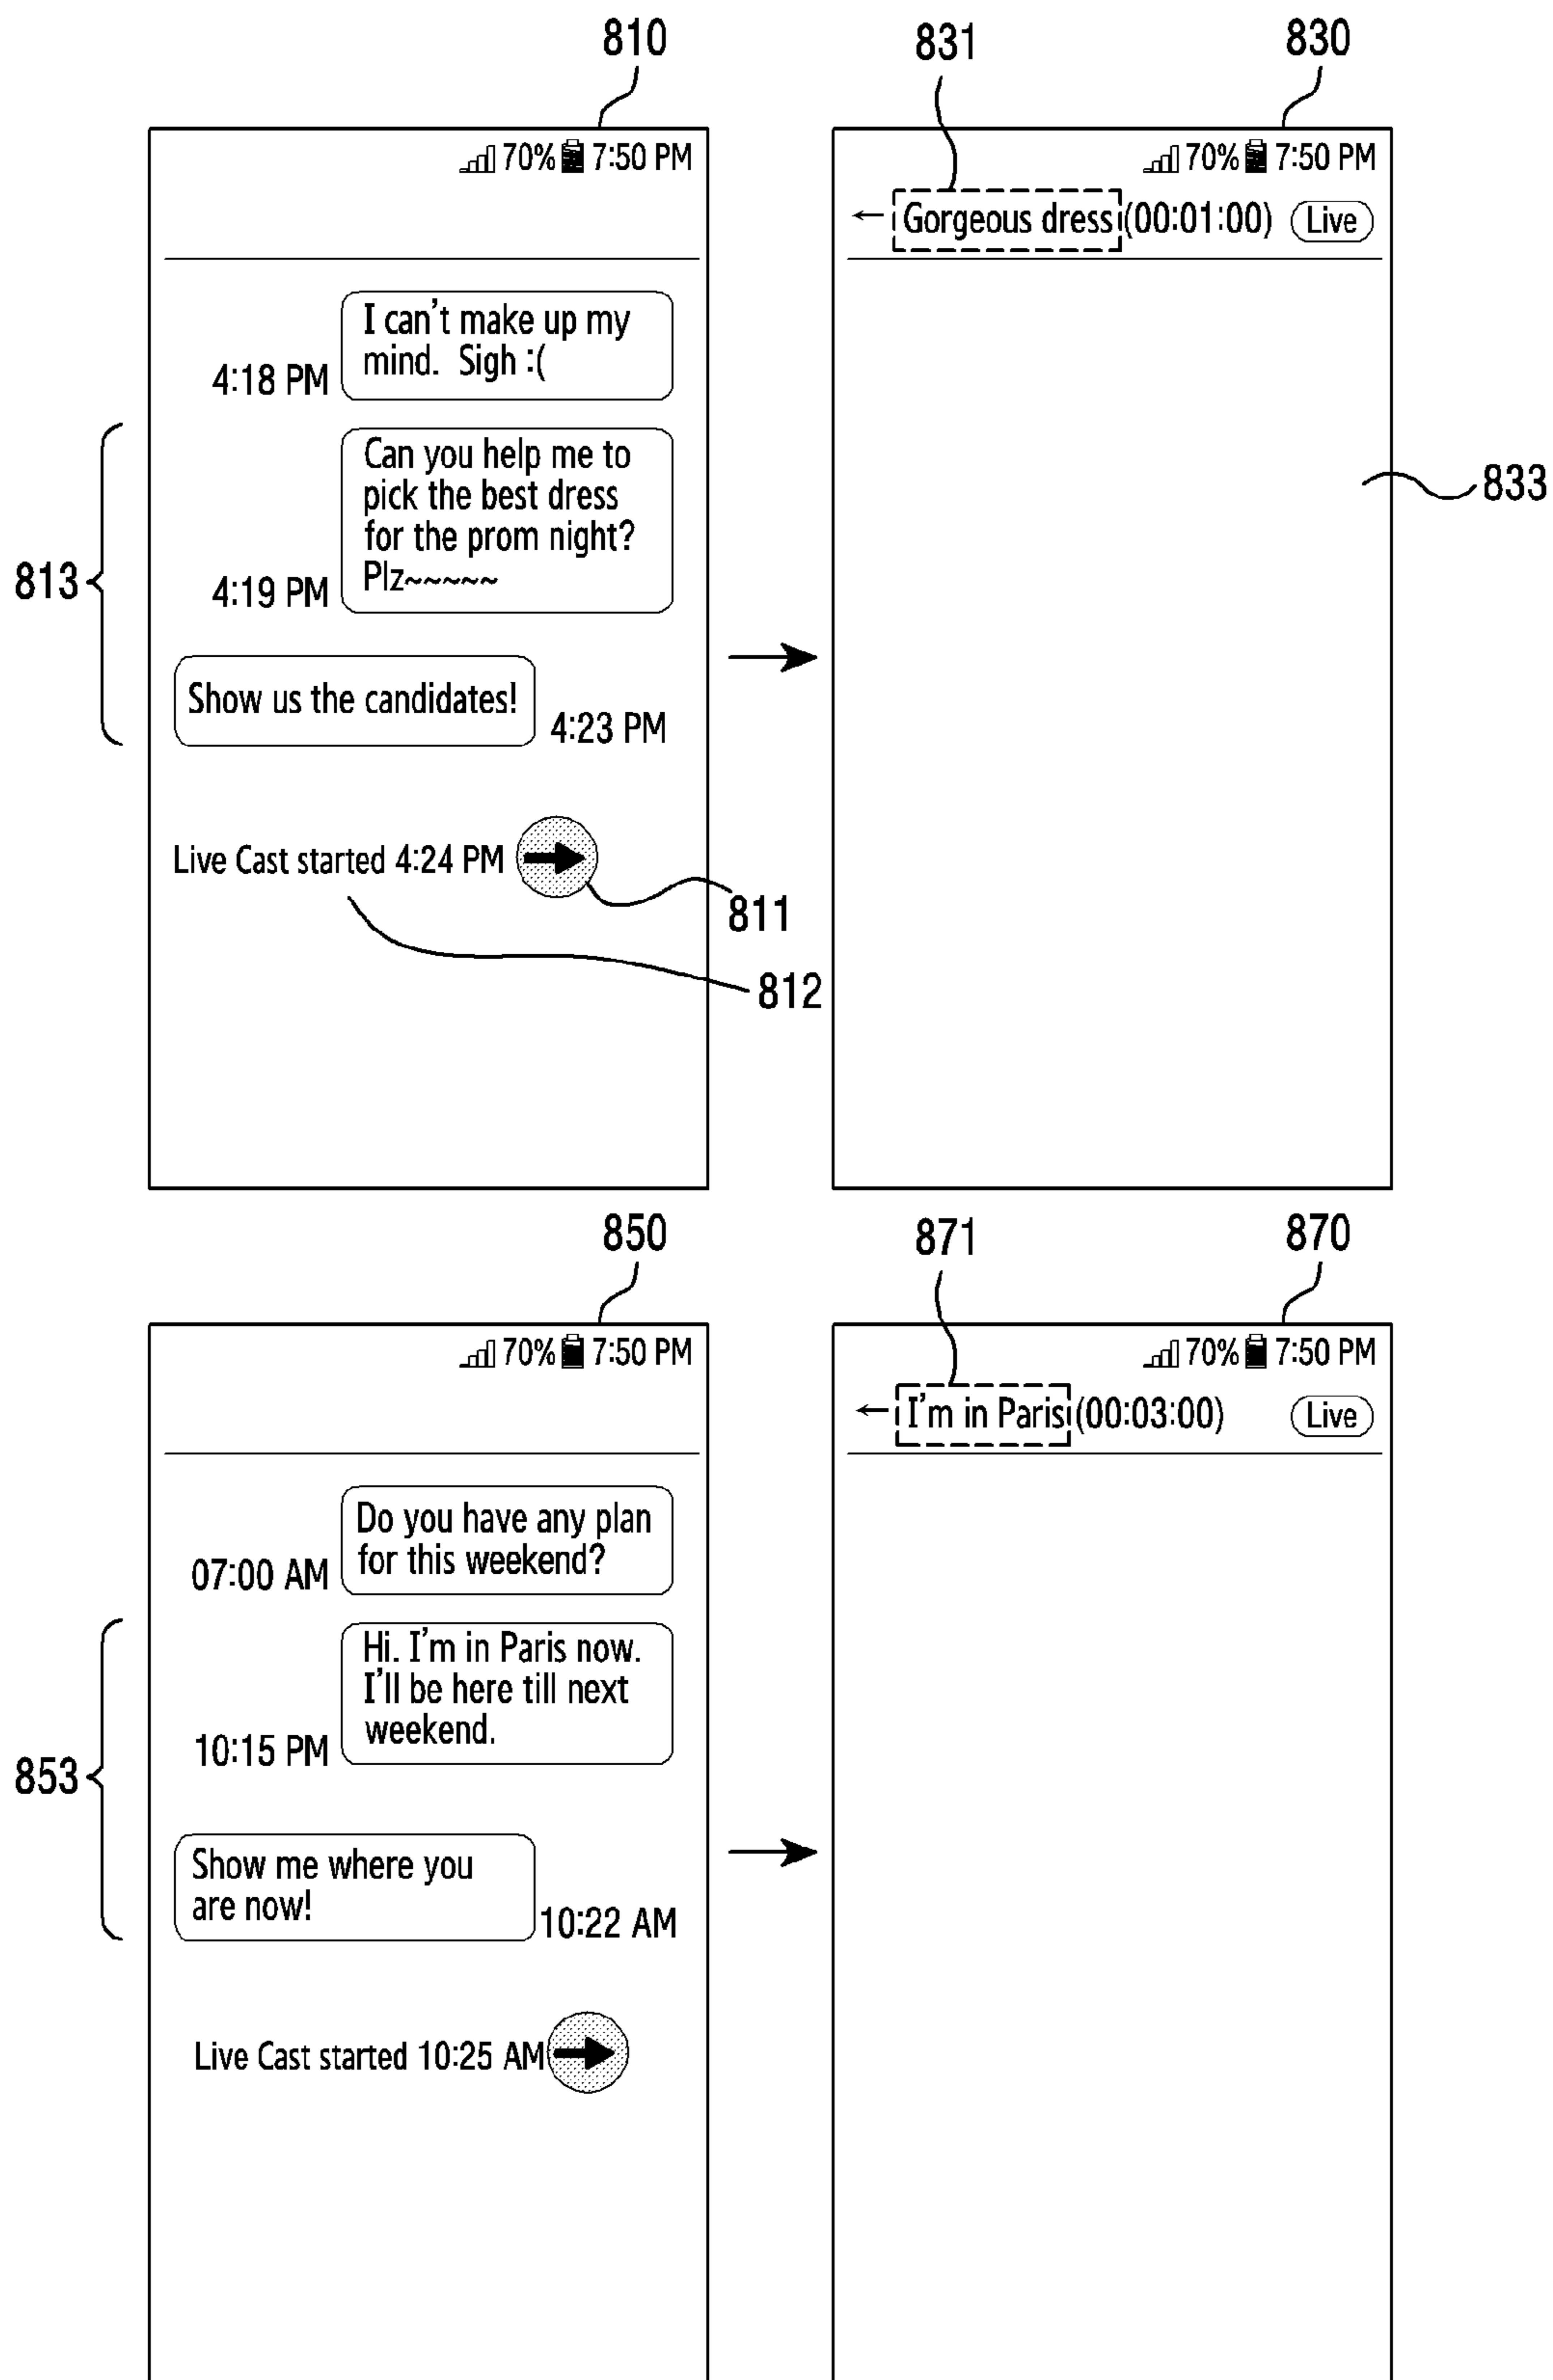 810
831
830
70% 7:50 PM
70% 7:50 PM
Gorgeous dress (00:01:00) Live
I can't make up my
mind. Sigh :(
4:18 PM
Can you help me to
pick the best dress
for the prom night?
Plz~~~~~
4:19 PM
833
813
Show us the candidates!
4:23 PM
Live Cast started 4:24 PM
811
812
850
871
870
70% 7:50 PM
70% 7:50 PM
I'm in Paris (00:03:00) Live
Do you have any plan
for this weekend?
07:00 AM
Hi. I'm in Paris now.
I'll be here till next
weekend.
10:15 PM
853
Show me where you
are now!
10:22 AM
Live Cast started 10:25 AM